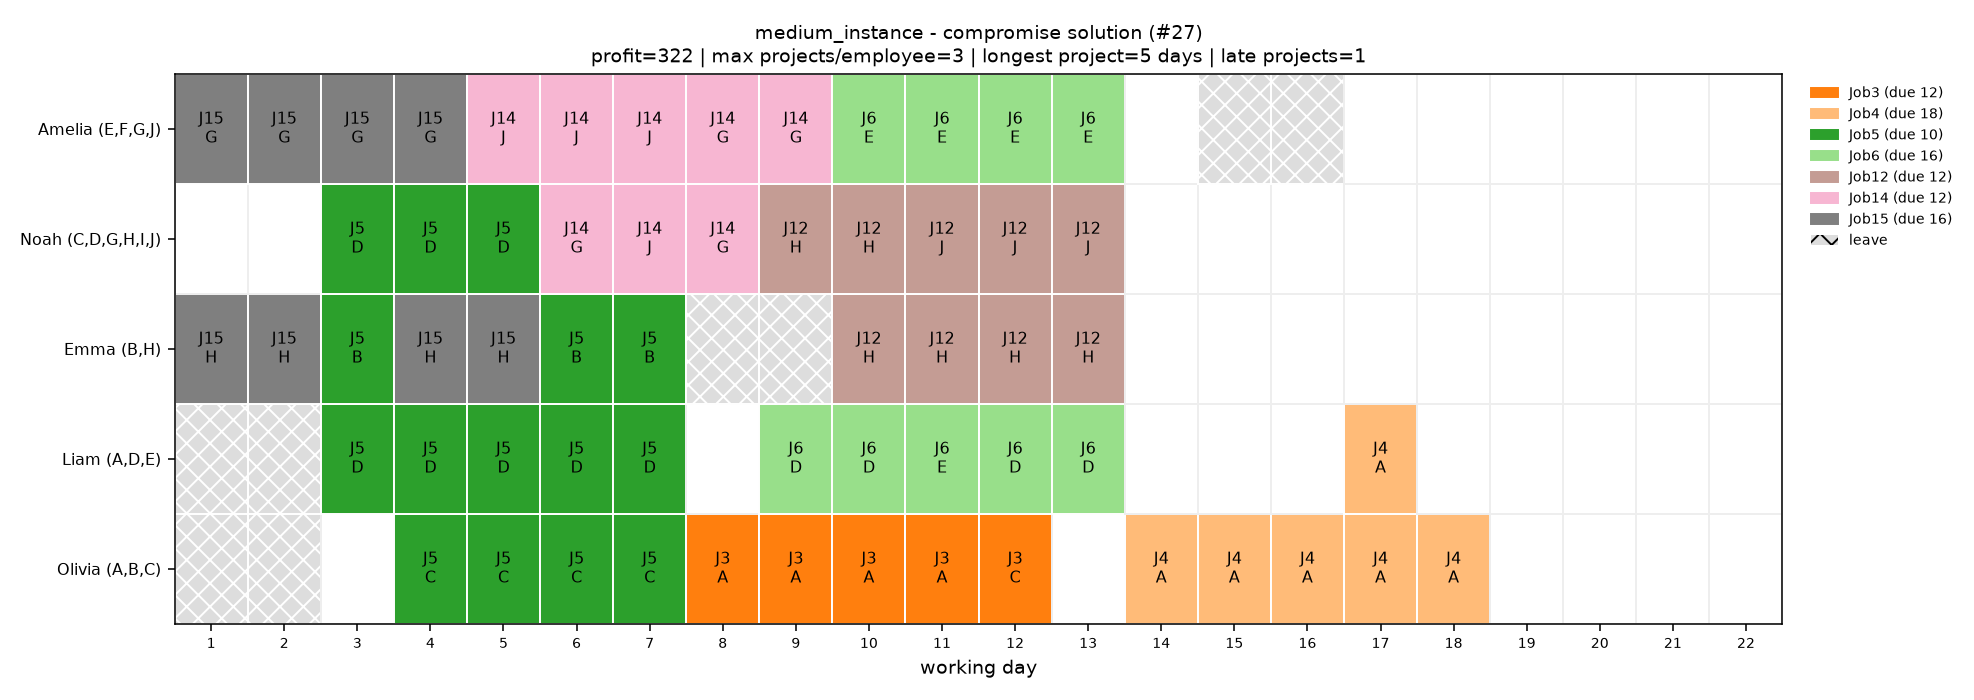 medium_instance - compromise solution (#27)
profit=322 | max projects/employee=3 | longest project=5 days | late projects=1
Amelia (E,F,G,J)
J15 J15 J15 J15 J14 J14 J14 J14 J14 J6 J6 J6 J6
G G G G J J J G G E E E E
Noah (C,D,G,H,I,J)
J5 J5 J5 J14 J14 J14 J12 J12 J12 J12 J12
D D D G J G H H J J J
Emma (B,H)
J15 J15 J5 J15 J15 J5 J5 J12 J12 J12 J12
H H B H H B B H H H H
Liam (A,D,E)
J5 J5 J5 J5 J5 J6 J6 J6 J6 J6 J4
D D D D D D D E D D A
Olivia (A,B,C)
J5 J5 J5 J5 J3 J3 J3 J3 J3 J4 J4 J4 J4 J4
C C C C A A A A C A A A A A
1 2 3 4 5 6 7 8 9 10 11 12 13 14 15 16 17 18 19 20 21 22
working day
Job3 (due 12)
Job4 (due 18)
Job5 (due 10)
Job6 (due 16)
Job12 (due 12)
Job14 (due 12)
Job15 (due 16)
leave